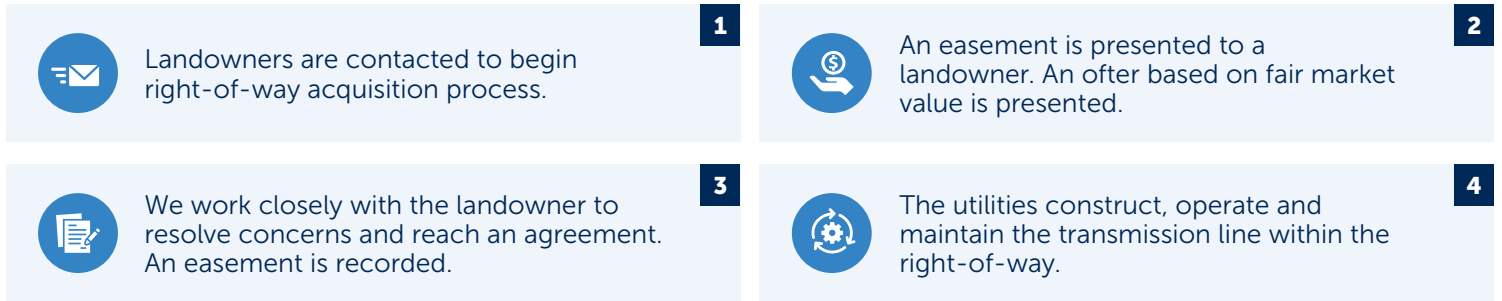 1
Landowners are contacted to begin
right-of-way acquisition process.
2
An easement is presented to a
landowner. An ofter based on fair market
value is presented.
3
We work closely with the landowner to
resolve concerns and reach an agreement.
An easement is recorded.
4
The utilities construct, operate and
maintain the transmission line within the
right-of-way.